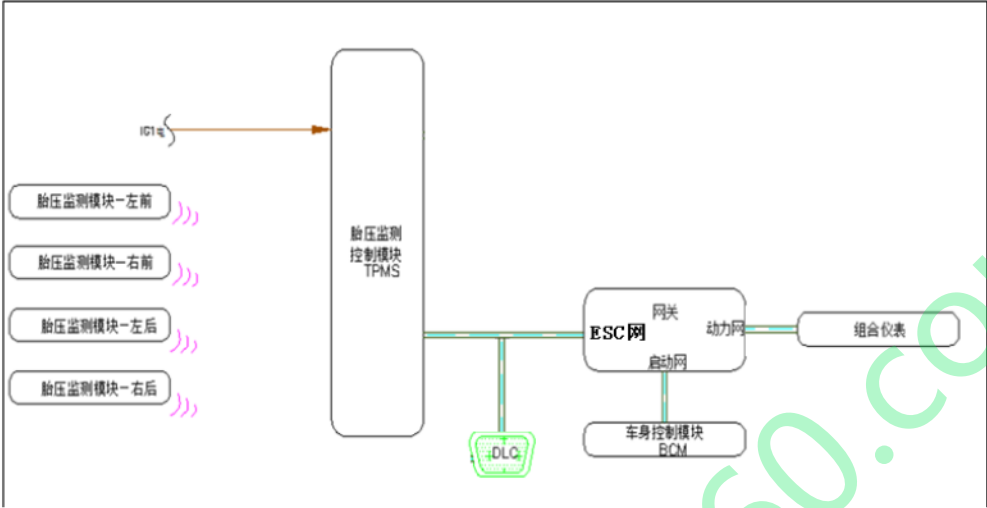 IG1电
胎压监测模块-左前
胎压监测模块-右前
胎压监测模块-左后
胎压监测模块-右后
胎压监测
控制模块
TPMS
网关
ESC网
动力网
启动网
组合仪表
车身控制模块
BCM
DLC
60.co